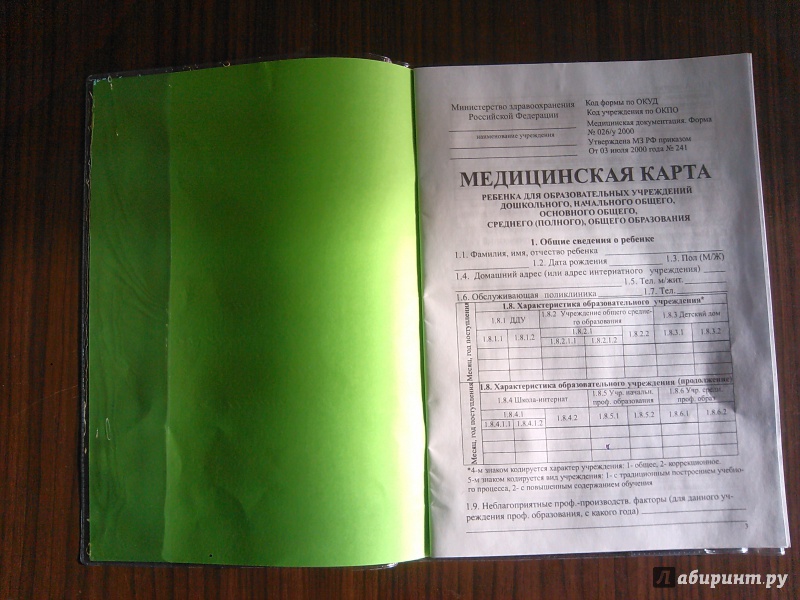 Министерство здравоохранения
Российской Федерации
наименование учреждения
Код формы по ОКУД
Код учреждения по ОКПО
Медицинская документация. Форма
№ 026/у 2000
Утверждена МЗ РФ приказом
От 03 июля 2000 года № 241
МЕДИЦИНСКАЯ КАРТА
РЕБЕНКА ДЛЯ ОБРАЗОВАТЕЛЬНЫХ УЧРЕЖДЕНИЙ
ДОШКОЛЬНОГО, НАЧАЛЬНОГО ОБЩЕГО,
ОСНОВНОГО ОБЩЕГО,
СРЕДНЕГО (ПОЛНОГО), ОБЩЕГО ОБРАЗОВАНИЯ
1. Общие сведения о ребенке
1.1. Фамилия, имя, отчество ребенка
1.2. Дата рождения 1.3. Пол (М/Ж)
1.4. Домашний адрес (или адрес интернатного учреждения)
1.5. Тел. м/жит.
1.6. Обслуживающая поликлиника 1.7. Тел.
Месяц, год поступления
1.8. Характеристика образовательного учреждения*
1.8.1 ДДУ 1.8.2 Учреждение общего средне-
го образования 1.8.3 Детский дом
1.8.1.1 1.8.1.2 1.8.2.1 1.8.2.2 1.8.3.1 1.8.3.2
1.8.2.1.1 1.8.2.1.2
Месяц, год поступления
1.8. Характеристика образовательного учреждения (продолжение)
1.8.4 Школа-интернат 1.8.5 Учр. начальн.
проф. образования 1.8.6 Учр. средн.
проф. образ.
1.8.4.1 1.8.4.2 1.8.5.1 1.8.5.2 1.8.6.1 1.8.6.2
1.8.4.1.1 1.8.4.1.2
*4-м знаком кодируется характер учреждения: 1- общее, 2- коррекционное.
5-м знаком кодируется вид учреждения: 1- с традиционным построением учебно-
го процесса, 2- с повышенным содержанием обучения
1.9. Неблагоприятные проф.-производств. факторы (для данного уч-
реждения проф. образования, с какого года)
3
Лабиринт.ру